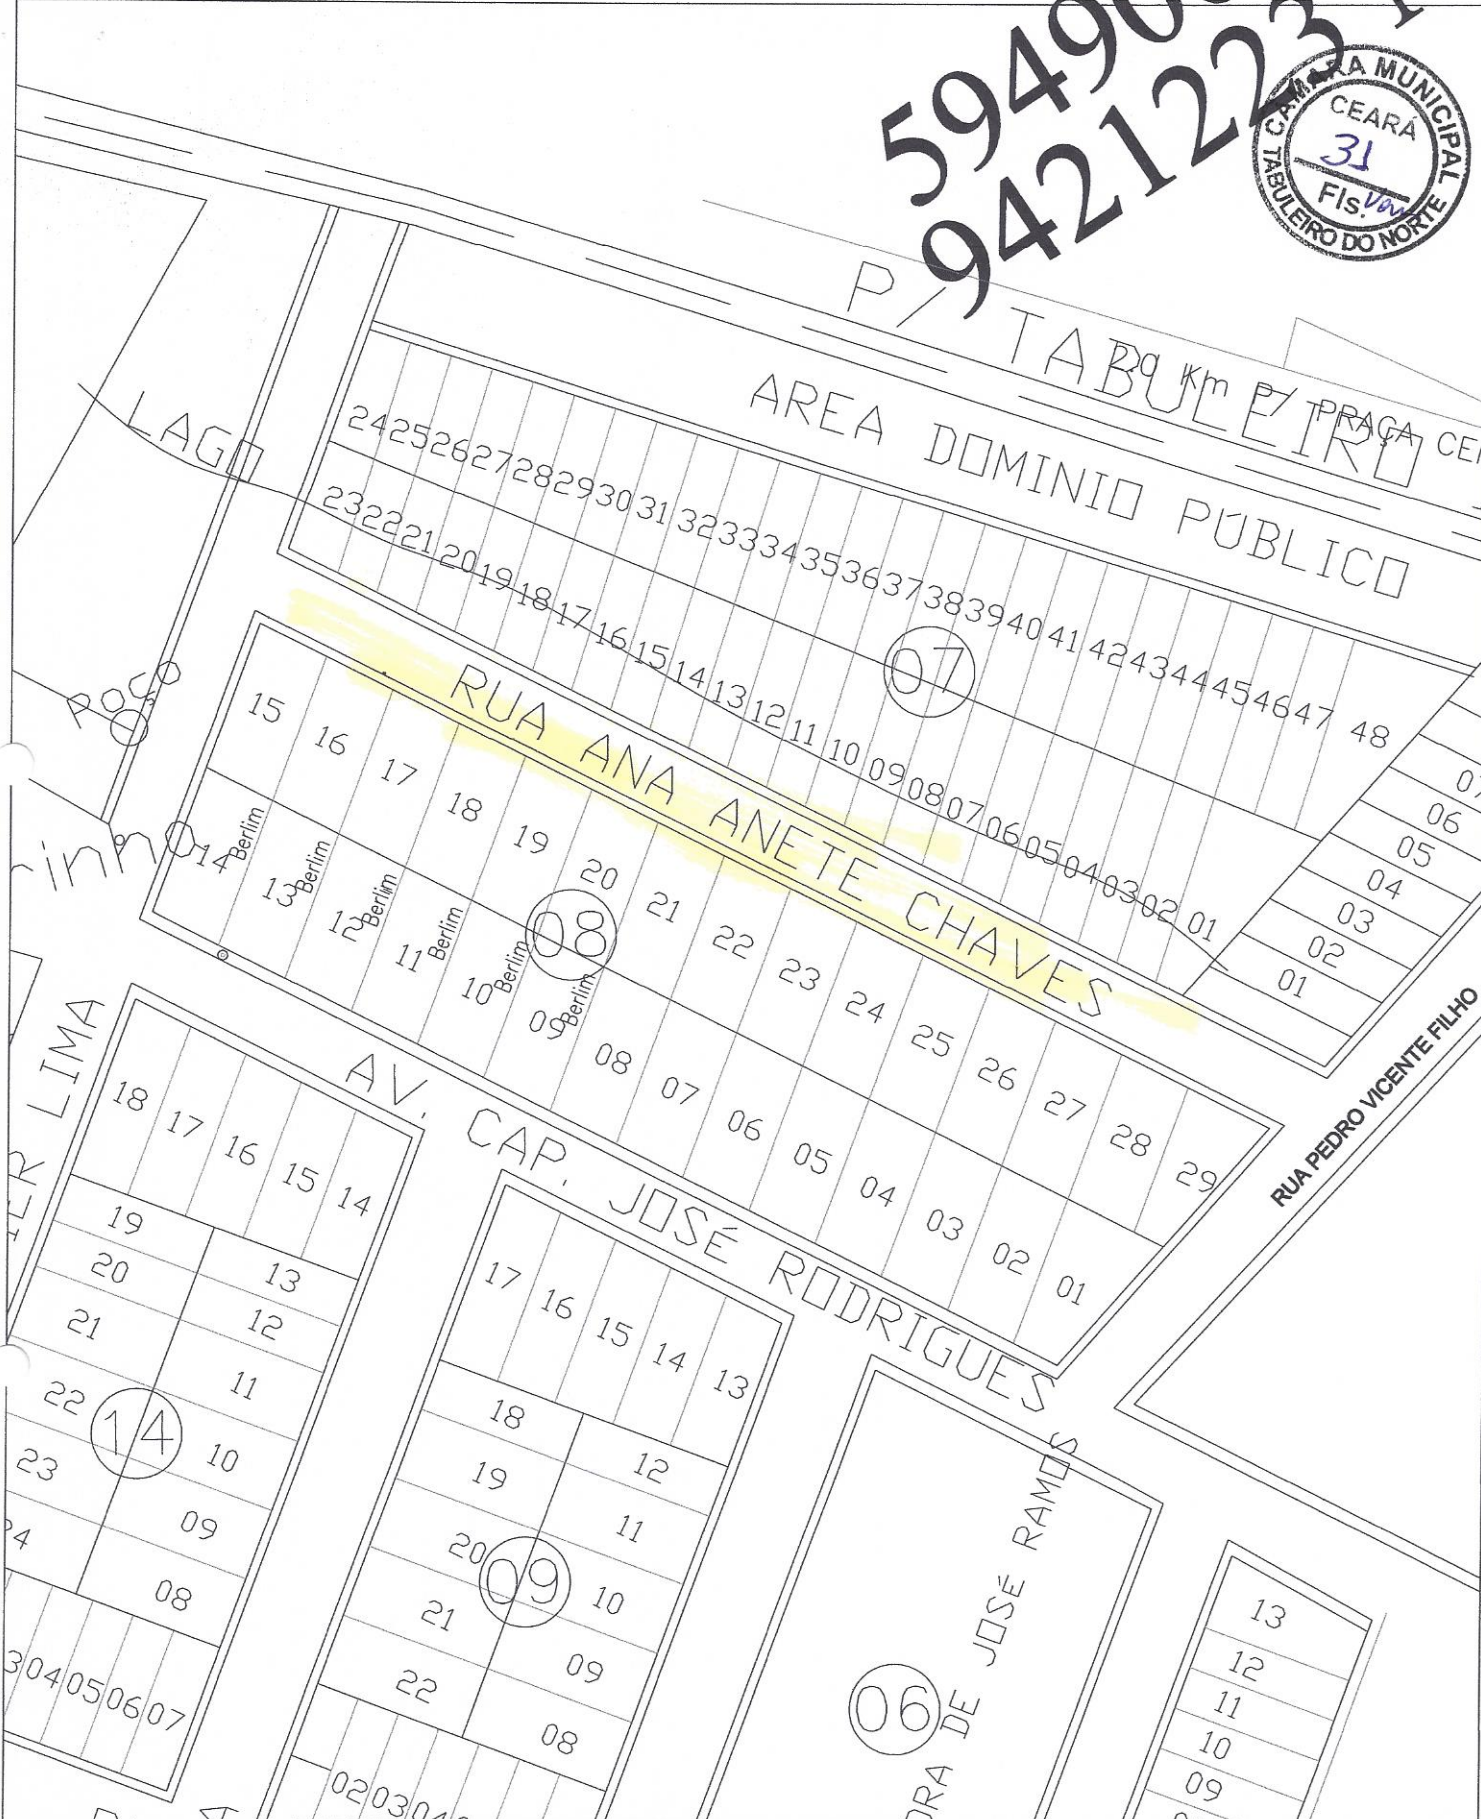 CÂMARA MUNICIPAL
CEARÁ
31
Fls.
TABULEIRO DO NORTE
P/ TABULEIRO
Km P/ PRAÇA
AREA DOMINIO PÚBLICO
LAGO
24 25 26 27 28 29 30 31 32 33 34 35 36 37 38 39 40 41 42 43 44 45 46 47 48
23 22 21 20 19 18 17 16 15 14 13 12 11 10 09 08 07 06 05 04 03 02 01
07
06
05
04
03
02
01
RUA ANA ANETE CHAVES
POÇO
15 16 17 18 19 20 21 22 23 24 25 26 27 28 29
14 Berlim
13 Berlim
12 Berlim
11 Berlim
10 Berlim
09 Berlim
08
08 07 06 05 04 03 02 01
RUA PEDRO VICENTE FILHO
LIMA
AV. CAP. JOSÉ RODRIGUES
18 17 16 15 14
19 13
20 12
21 11
22 10
14
23 09
08
04 05 06 07
17 16 15 14 13
18 12
19 11
20 10
09
21 09
22 08
02 03
DE JOSÉ RAMOS
06
13
12
11
10
09